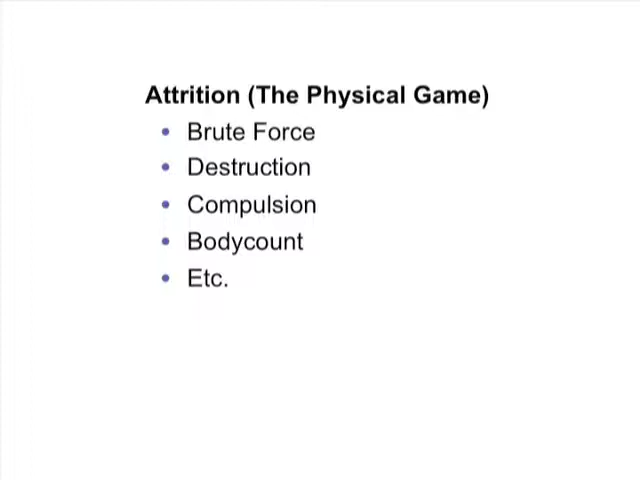 Attrition (The Physical Game)
• Brute Force
• Destruction
• Compulsion
• Bodycount
• Etc.